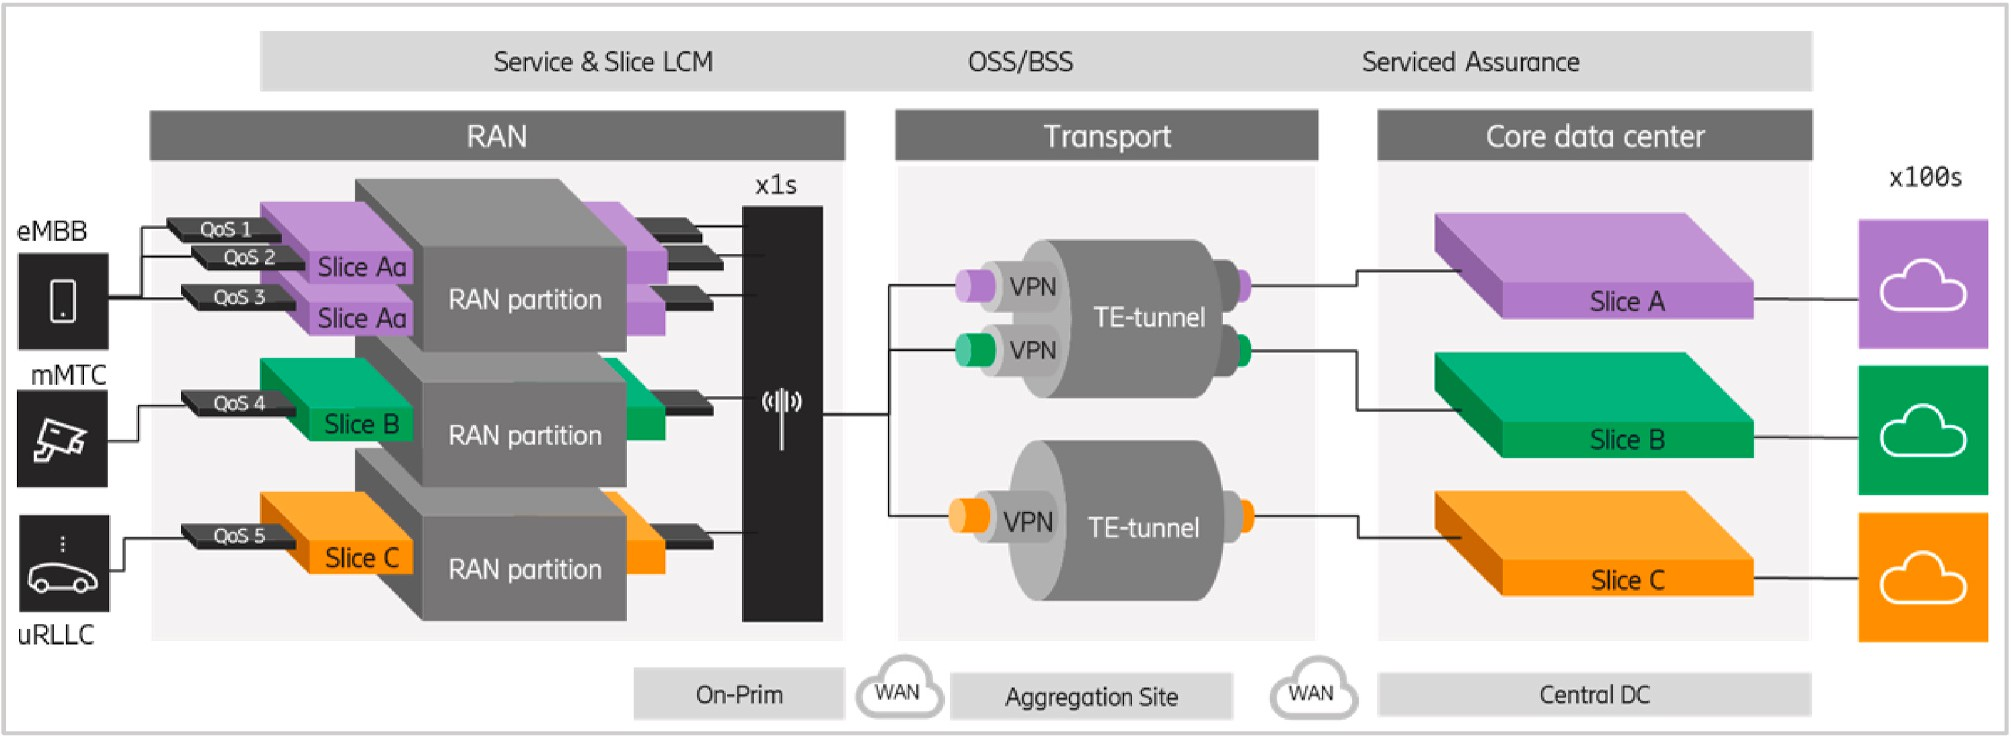 Service & Slice LCM OSS/BSS Serviced Assurance
RAN Transport Core data center
x1s
x100s
eMBB
QoS 1
QoS 2
QoS 3
Slice Aa
Slice Aa
RAN partition
mMTC
QoS 4
Slice B
RAN partition
uRLLC
QoS 5
Slice C
RAN partition
VPN
VPN
TE-tunnel
VPN
TE-tunnel
Slice A
Slice B
Slice C
On-Prim WAN Aggregation Site WAN Central DC